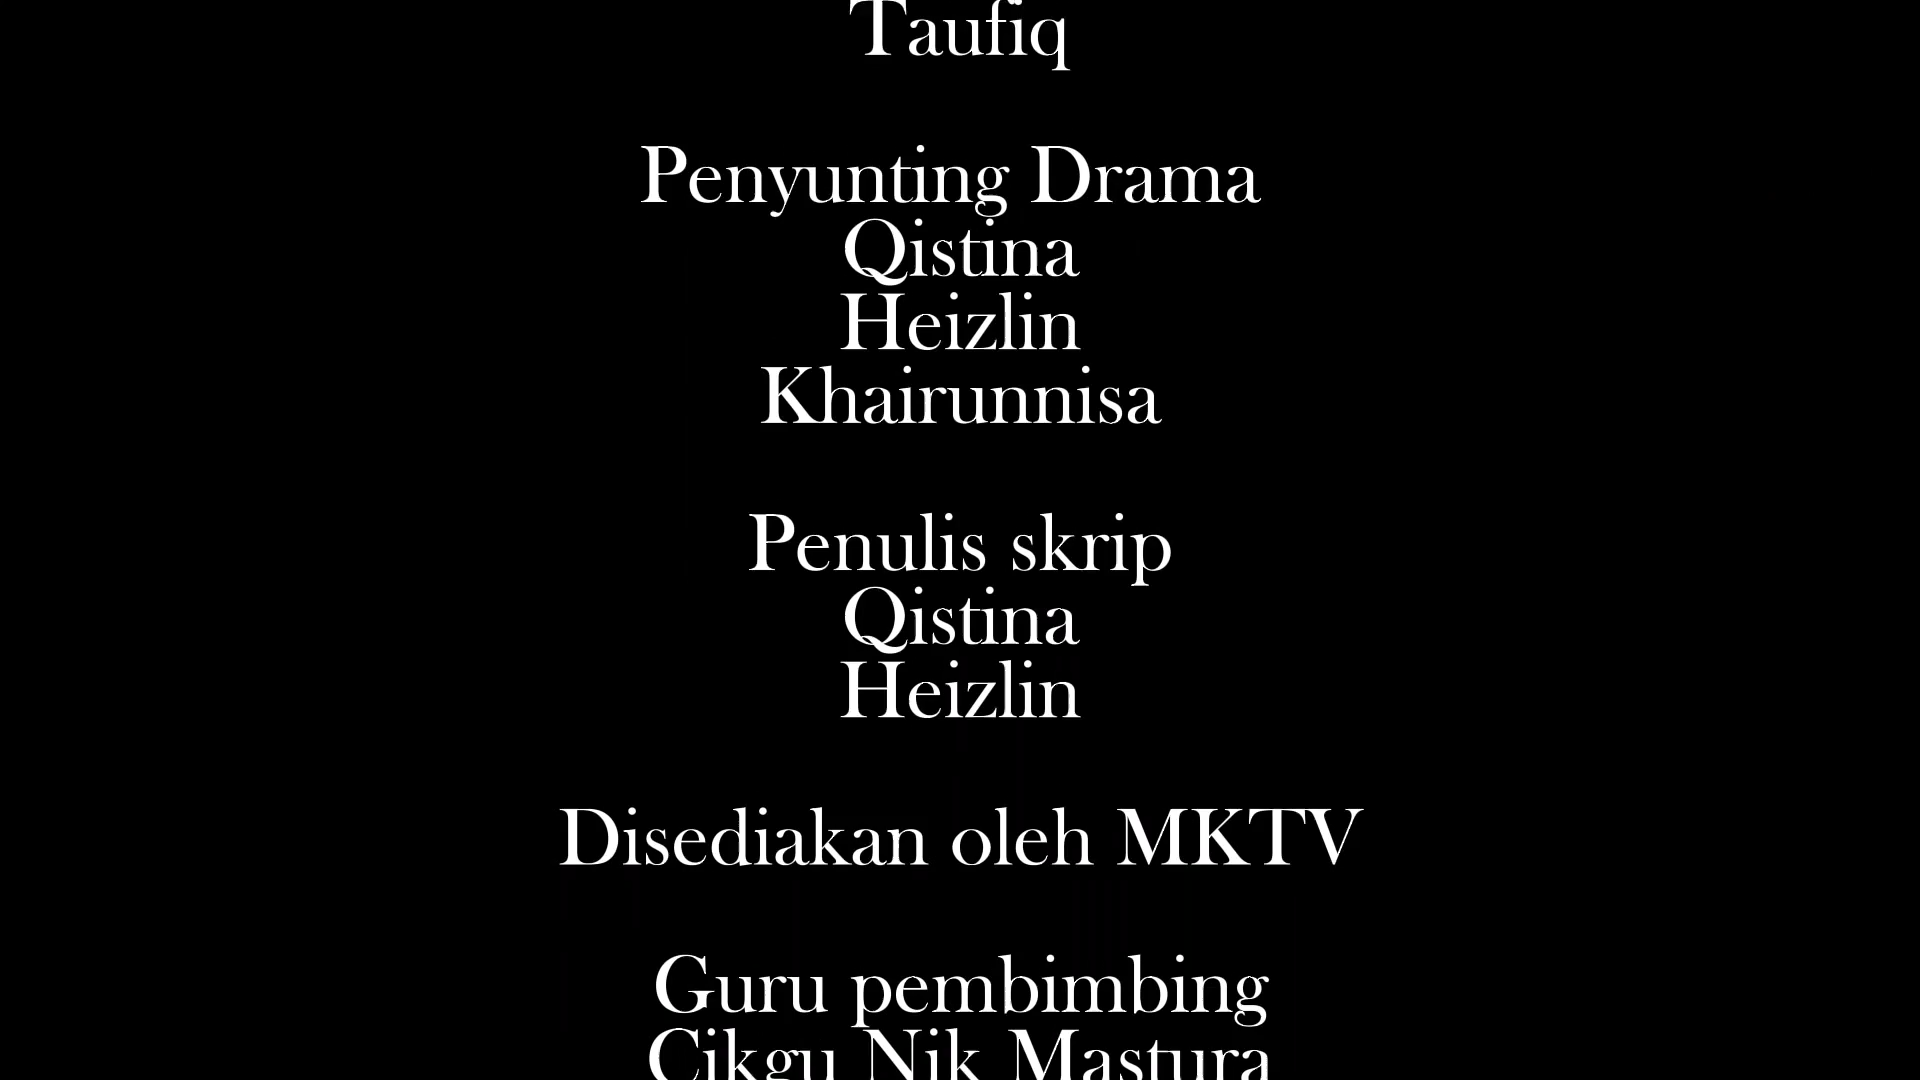 Taufiq
Penyunting Drama
Qistina
Heizlin
Khairunnisa
Penulis skrip
Qistina
Heizlin
Disediakan oleh MKTV
Guru pembimbing
Cikgu Nik Mastura